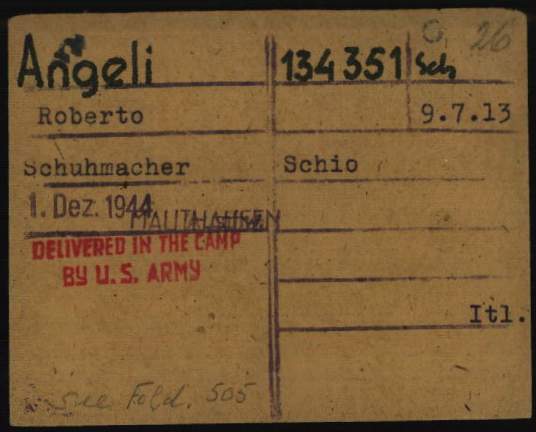 Angeli 134351 Sch 26
Roberto 9.7.13
Schuhmacher Schio
1. Dez. 1944
MAUTHAUSEN
DELIVERED IN THE CAMP
BY U.S. ARMY
Itl.
see Fold. 505